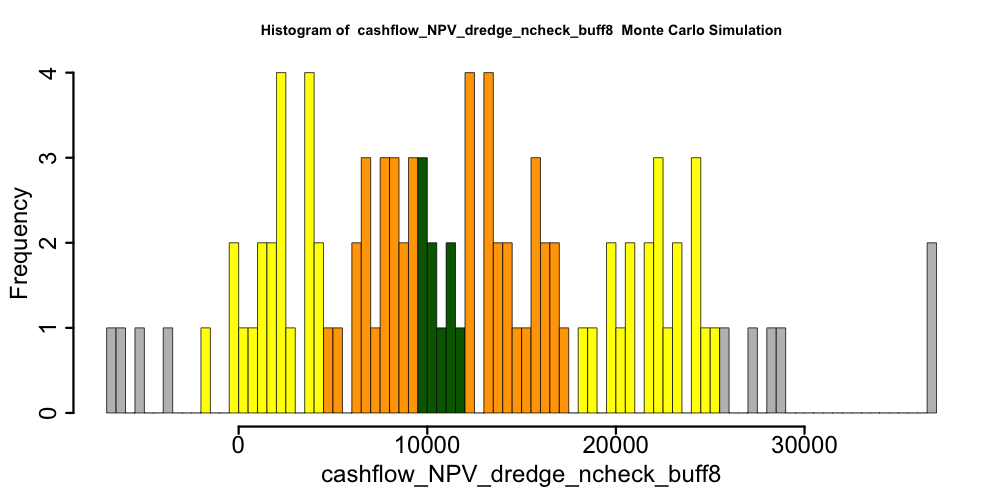 Histogram of  cashflow_NPV_dredge_ncheck_buff8  Monte Carlo Simulation
4
3
2
1
0
Frequency
0 10000 20000 30000
cashflow_NPV_dredge_ncheck_buff8